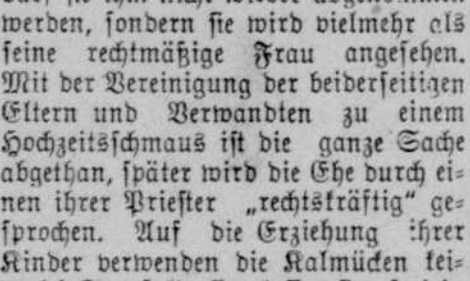 werden, sondern sie wird vielmehr als
seine rechtmäßige Frau angesehen.
Mit der Vereinigung der beiderseitigen
Eltern und Verwandten zu einem
Hochzeitsschmaus ist die ganze Sache
abgethan, später wird die Ehe durch ei-
nen ihrer Priester „rechtskräftig“ ge-
sprochen. Auf die Erziehung ihrer
Kinder verwenden die Kalmücken kei-